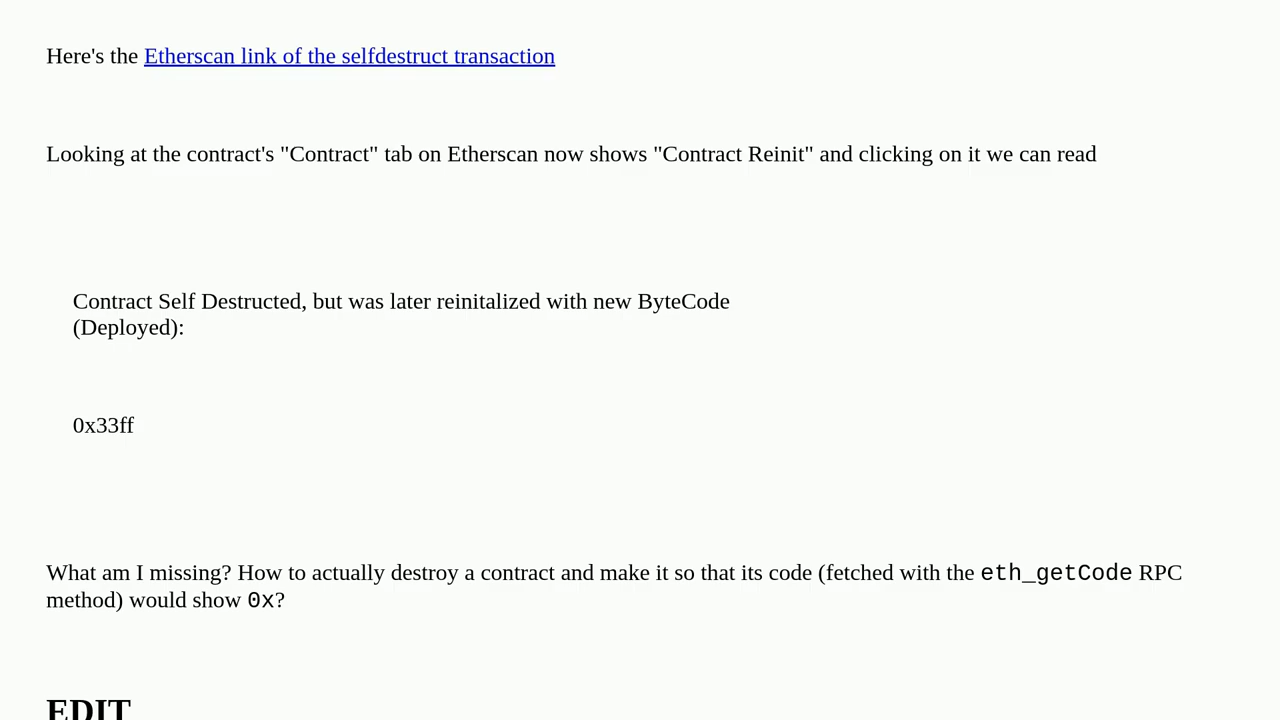 Here's the Etherscan link of the selfdestruct transaction
Looking at the contract's "Contract" tab on Etherscan now shows "Contract Reinit" and clicking on it we can read
Contract Self Destructed, but was later reinitalized with new ByteCode
(Deployed):
0x33ff
What am I missing? How to actually destroy a contract and make it so that its code (fetched with the eth_getCode RPC
method) would show 0x?
EDIT